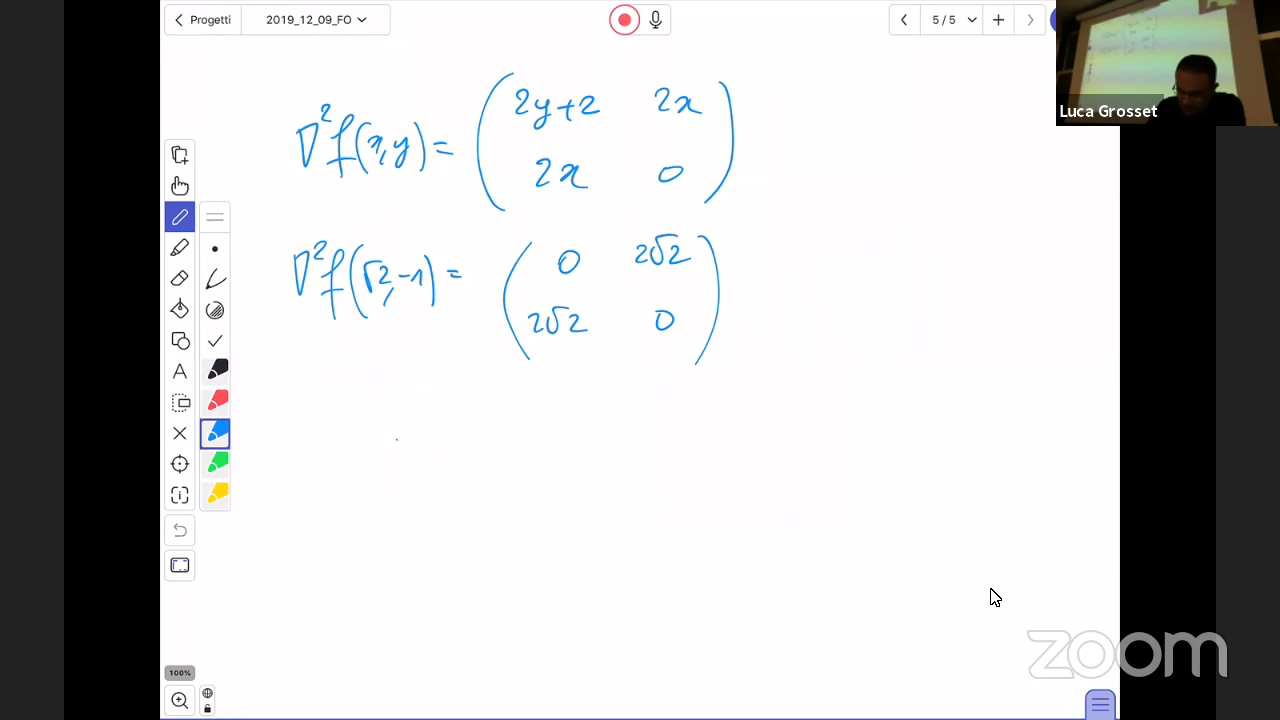 Progetti
2019_12_09_FO
5 / 5
Luca Grosset
∇²f(x,y) = ( 2y+2 2x
2x 0 )
∇²f(√2,-1) = ( 0 2√2
2√2 0 )
A
100%
zoom